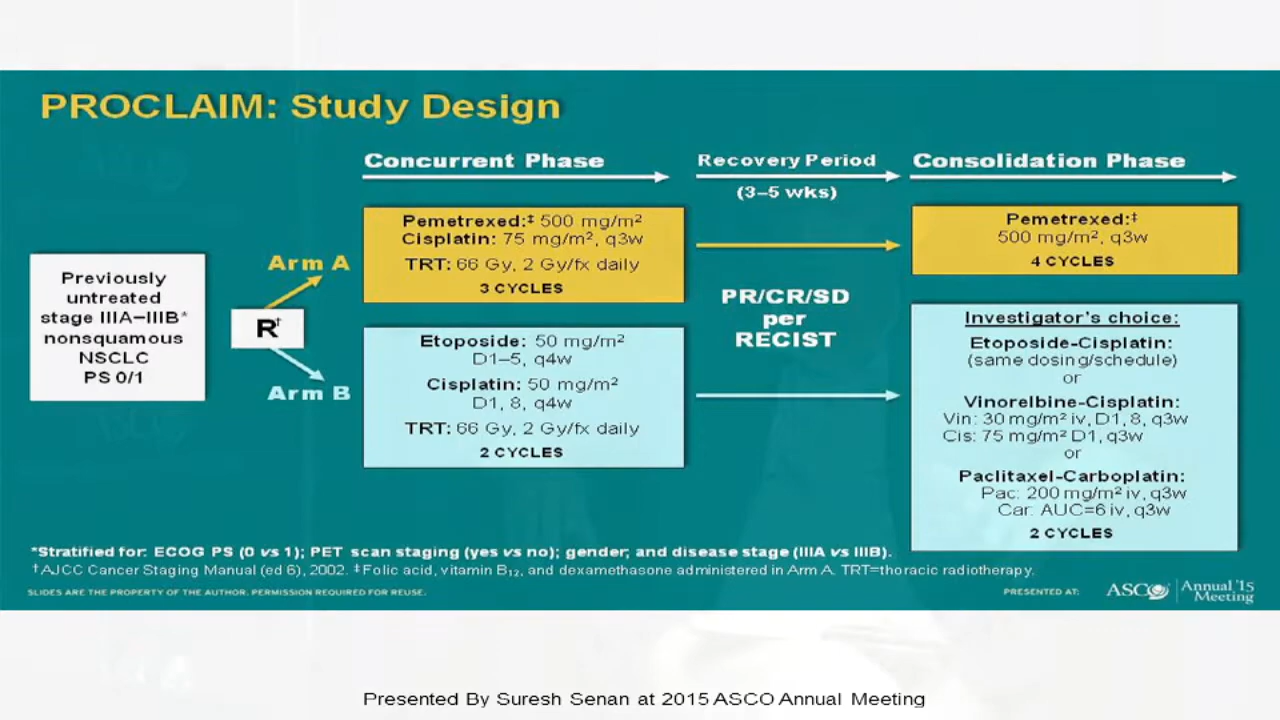 PROCLAIM: Study Design
Concurrent Phase
Recovery Period
(3–5 wks)
Consolidation Phase
Previously
untreated
stage IIIA–IIIB*
nonsquamous
NSCLC
PS 0/1
R†
Arm A
Arm B
Pemetrexed:‡ 500 mg/m²
Cisplatin: 75 mg/m², q3w
TRT: 66 Gy, 2 Gy/fx daily
3 CYCLES
Etoposide: 50 mg/m²
D1–5, q4w
Cisplatin: 50 mg/m²
D1, 8, q4w
TRT: 66 Gy, 2 Gy/fx daily
2 CYCLES
PR/CR/SD
per
RECIST
Pemetrexed:‡
500 mg/m², q3w
4 CYCLES
Investigator's choice:
Etoposide-Cisplatin:
(same dosing/schedule)
or
Vinorelbine-Cisplatin:
Vin: 30 mg/m² iv, D1, 8, q3w
Cis: 75 mg/m² D1, q3w
or
Paclitaxel-Carboplatin:
Pac: 200 mg/m² iv, q3w
Car: AUC=6 iv, q3w
2 CYCLES
*Stratified for: ECOG PS (0 vs 1); PET scan staging (yes vs no); gender; and disease stage (IIIA vs IIIB).
†AJCC Cancer Staging Manual (ed 6), 2002. ‡Folic acid, vitamin B₁₂, and dexamethasone administered in Arm A. TRT=thoracic radiotherapy.
SLIDES ARE THE PROPERTY OF THE AUTHOR. PERMISSION REQUIRED FOR REUSE.
PRESENTED AT:
ASCO
Annual '15
Meeting
Presented By Suresh Senan at 2015 ASCO Annual Meeting